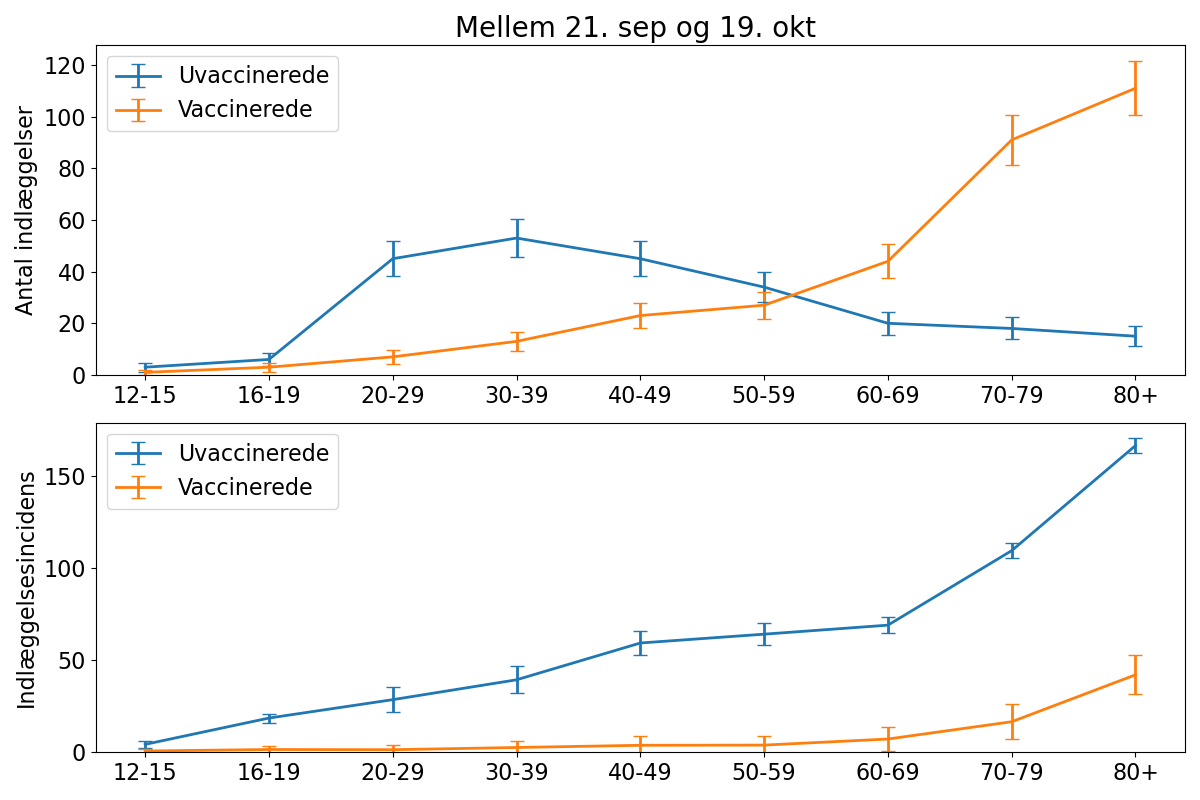 Mellem 21. sep og 19. okt
Antal indlæggelser
120
100
80
60
40
20
0
Uvaccinerede
Vaccinerede
12-15 16-19 20-29 30-39 40-49 50-59 60-69 70-79 80+
Indlæggelsesincidens
150
100
50
0
Uvaccinerede
Vaccinerede
12-15 16-19 20-29 30-39 40-49 50-59 60-69 70-79 80+